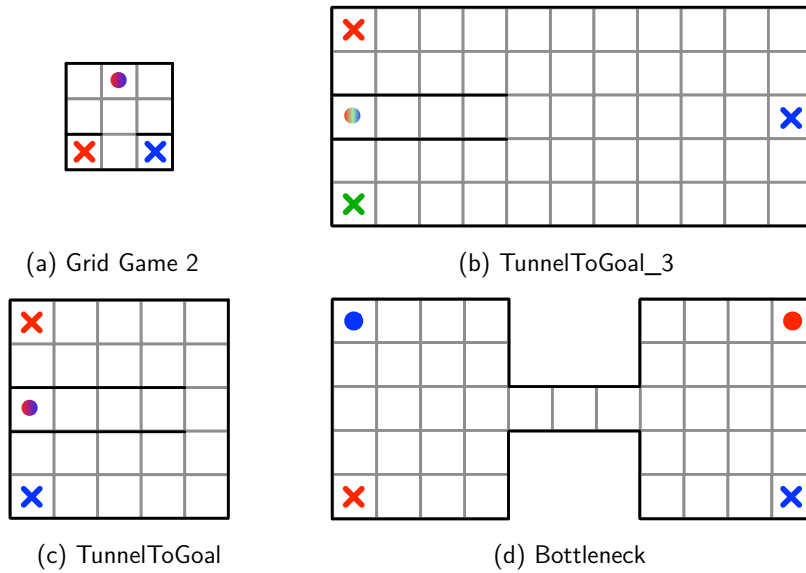 (a) Grid Game 2
(b) TunnelToGoal_3
(c) TunnelToGoal
(d) Bottleneck